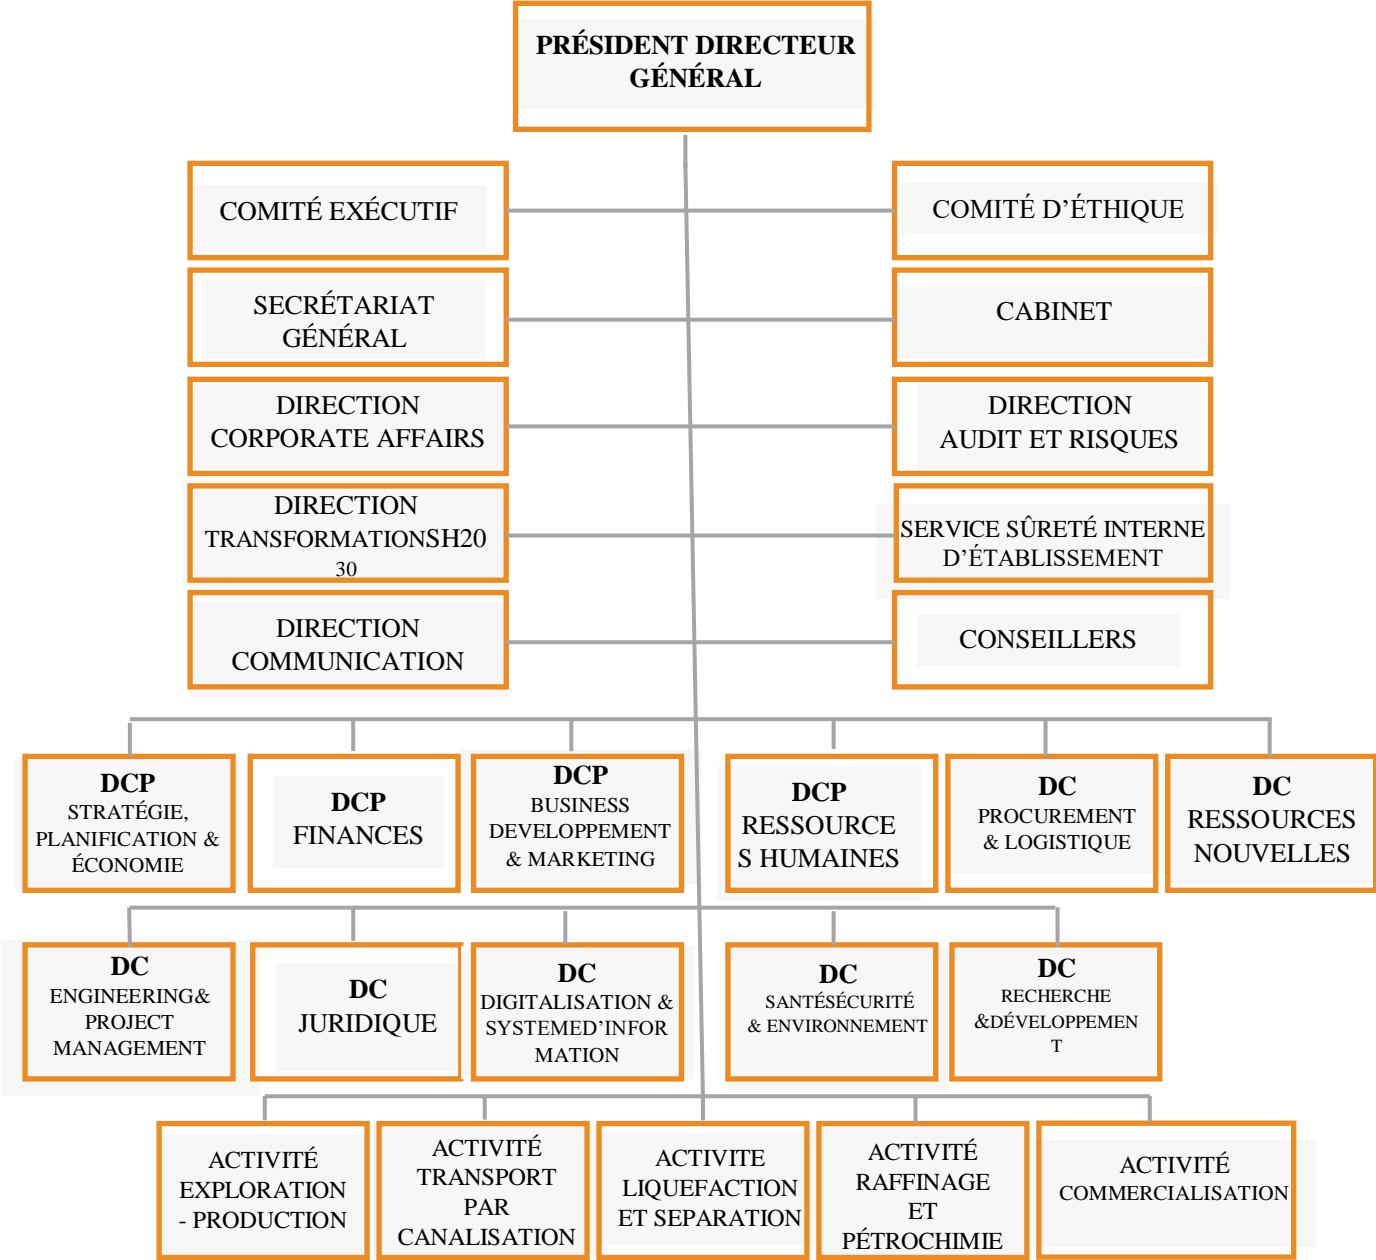 PRÉSIDENT DIRECTEUR
GÉNÉRAL
COMITÉ EXÉCUTIF
COMITÉ D’ÉTHIQUE
SECRÉTARIAT
GÉNÉRAL
CABINET
DIRECTION
CORPORATE AFFAIRS
DIRECTION
AUDIT ET RISQUES
DIRECTION
TRANSFORMATIONSH20
30
SERVICE SÛRETÉ INTERNE
D’ÉTABLISSEMENT
DIRECTION
COMMUNICATION
CONSEILLERS
DCP
STRATÉGIE,
PLANIFICATION &
ÉCONOMIE
DCP
FINANCES
DCP
BUSINESS
DEVELOPPEMENT
& MARKETING
DCP
RESSOURCE
S HUMAINES
DC
PROCUREMENT
& LOGISTIQUE
DC
RESSOURCES
NOUVELLES
DC
ENGINEERING&
PROJECT
MANAGEMENT
DC
JURIDIQUE
DC
DIGITALISATION &
SYSTEMED’INFOR
MATION
DC
SANTÉSÉCURITÉ
& ENVIRONNEMENT
DC
RECHERCHE
&DÉVELOPPEMEN
T
ACTIVITÉ
EXPLORATION
- PRODUCTION
ACTIVITÉ
TRANSPORT
PAR
CANALISATION
ACTIVITE
LIQUEFACTION
ET SEPARATION
ACTIVITÉ
RAFFINAGE
ET
PÉTROCHIMIE
ACTIVITÉ
COMMERCIALISATION